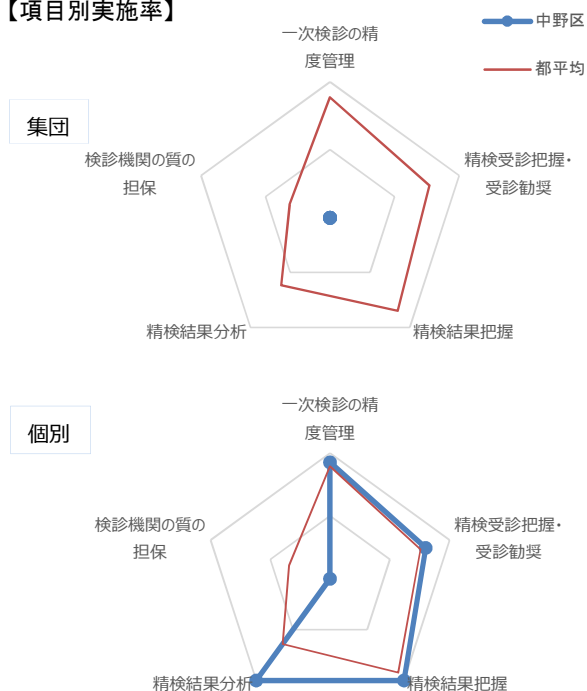 【項目別実施率】
中野区
都平均
集団
一次検診の精
度管理
検診機関の質の
担保
精検受診把握・
受診勧奨
精検結果分析
精検結果把握
個別
一次検診の精
度管理
検診機関の質の
担保
精検受診把握・
受診勧奨
精検結果分析
精検結果把握